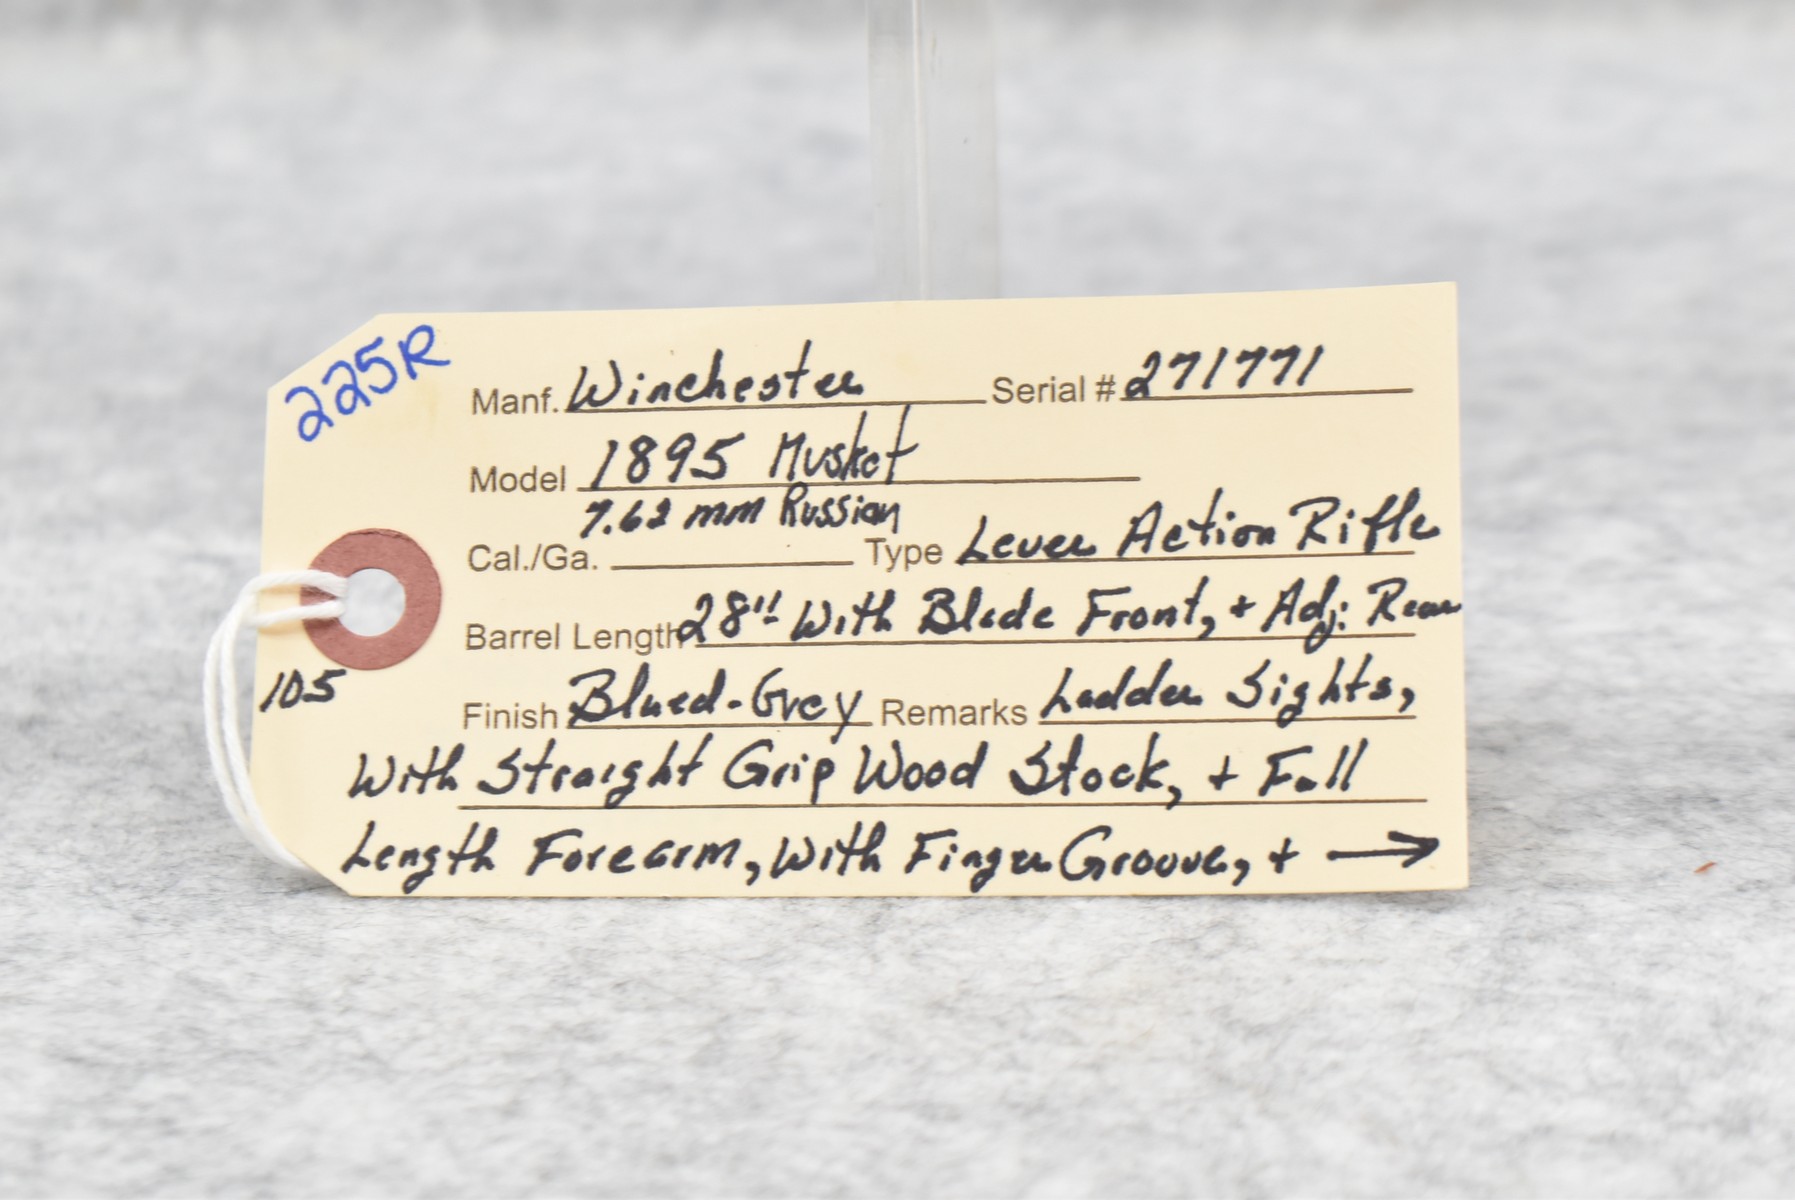 225R
Manf. Winchester Serial # 271771
Model 1895 Musket
7.62 mm Russian
Cal./Ga. Type Lever Action Rifle
Barrel Length 28" With Blade Front, + Adj. Rear
105
Finish Blued-Grey Remarks Ladder Sights,
With Straight Grip Wood Stock, + Full
Length Forearm, With Finger Groove, + →